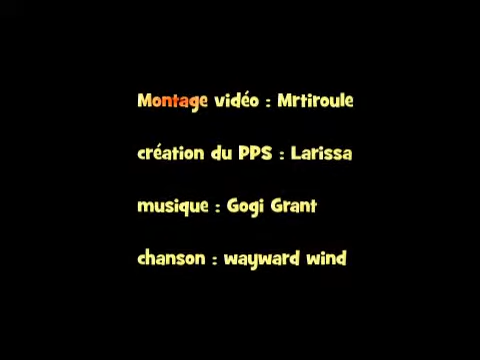 Montage vidéo : Mrtiroule
création du PPS : Larissa
musique : Gogi Grant
chanson : wayward wind